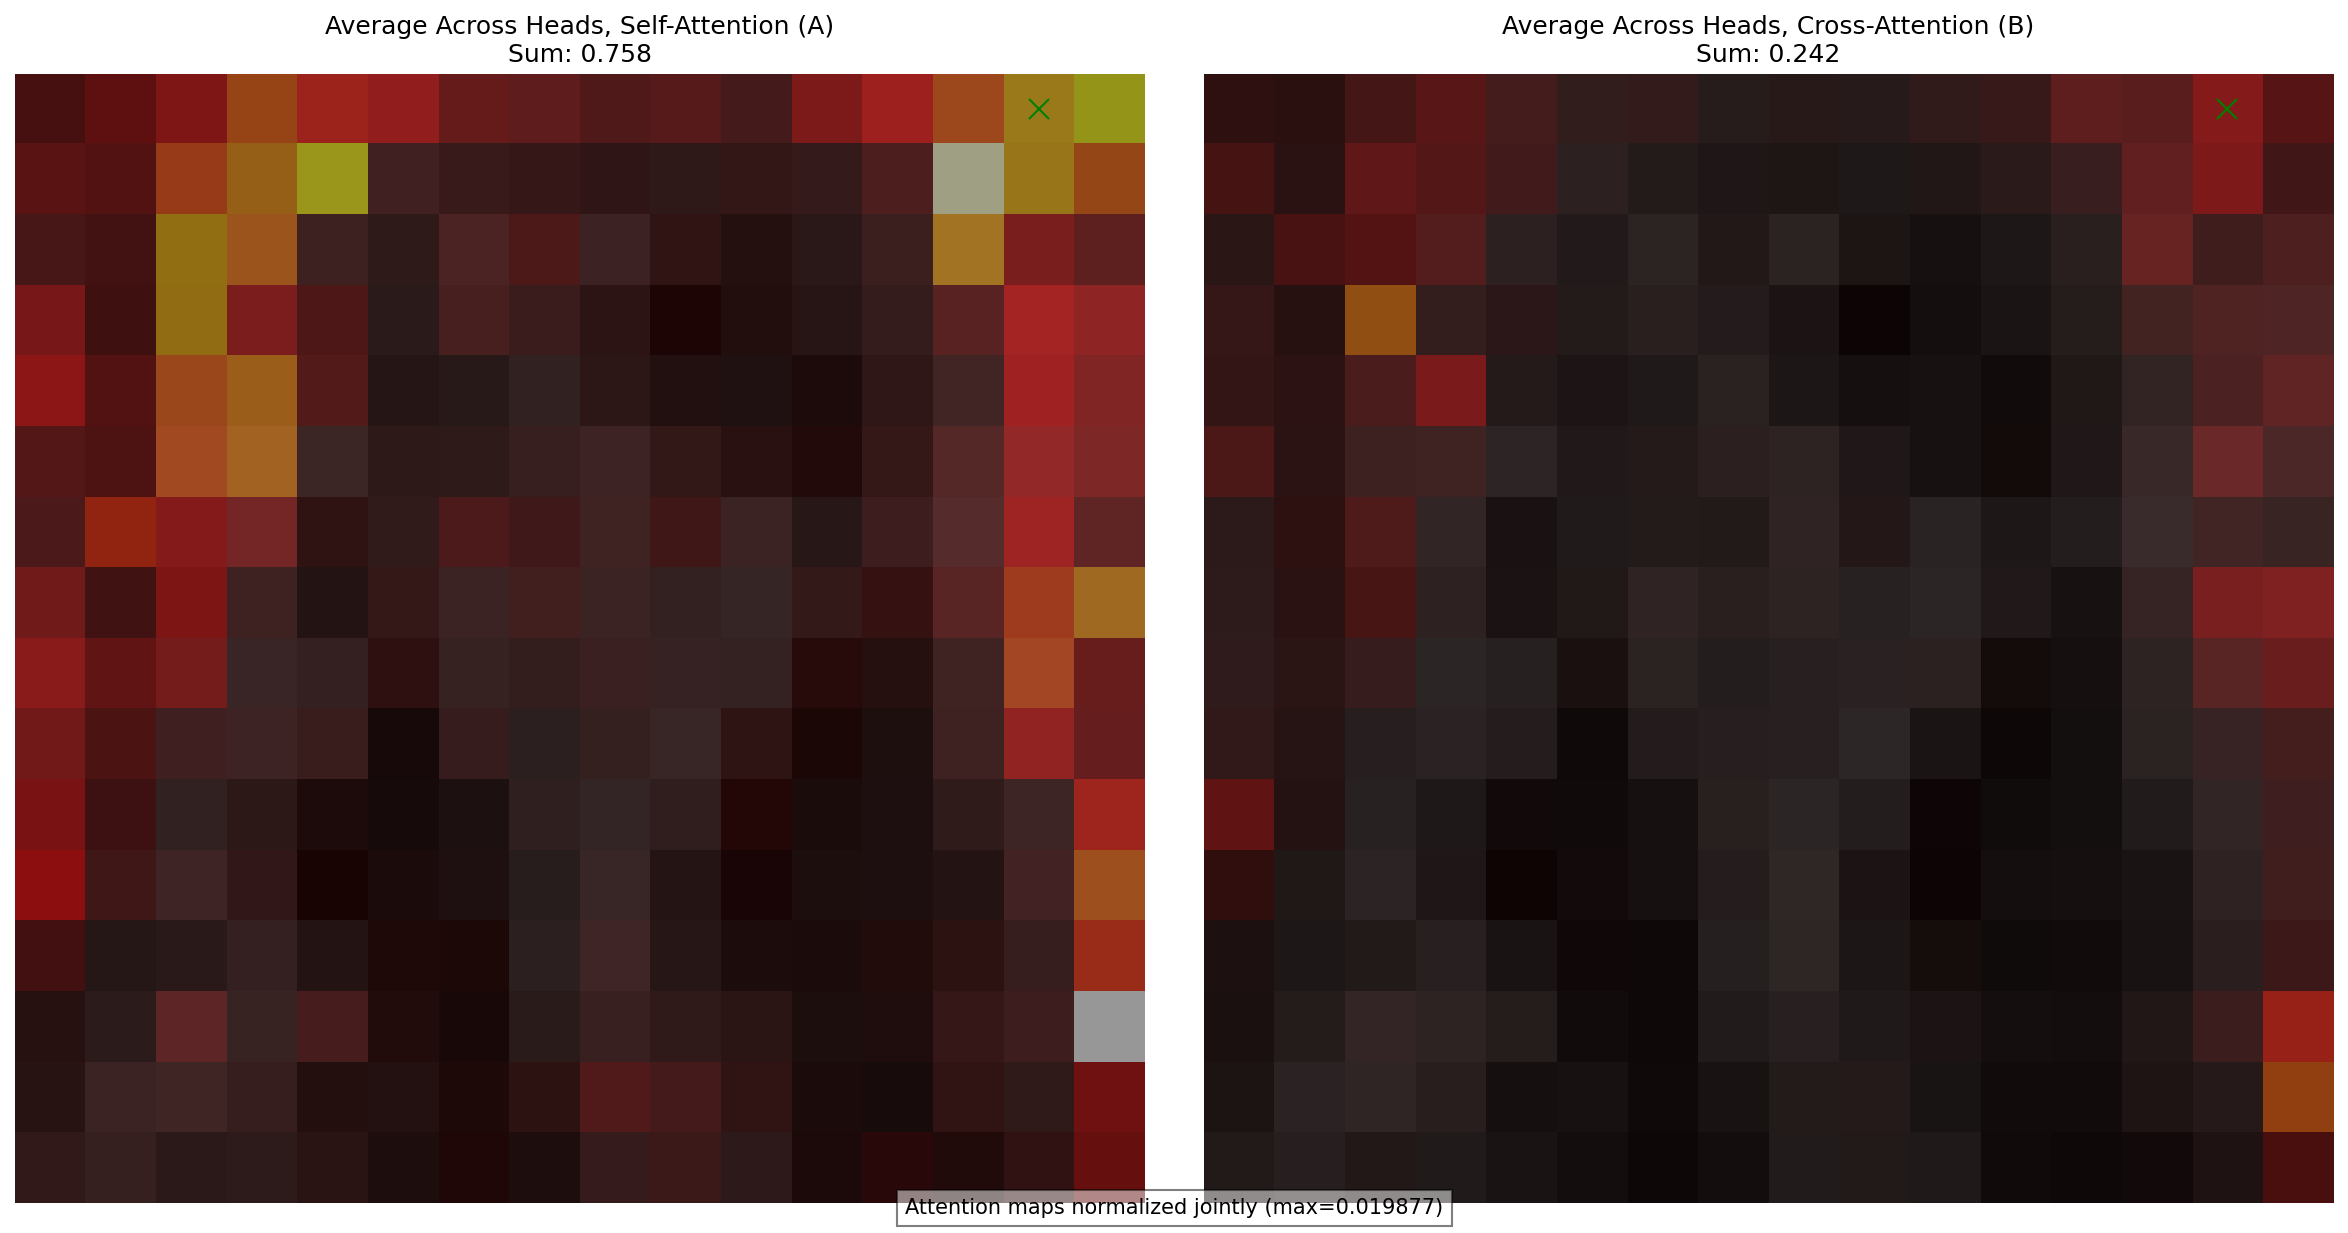 Average Across Heads, Self-Attention (A)
Sum: 0.758
Average Across Heads, Cross-Attention (B)
Sum: 0.242
Attention maps normalized jointly (max=0.019877)